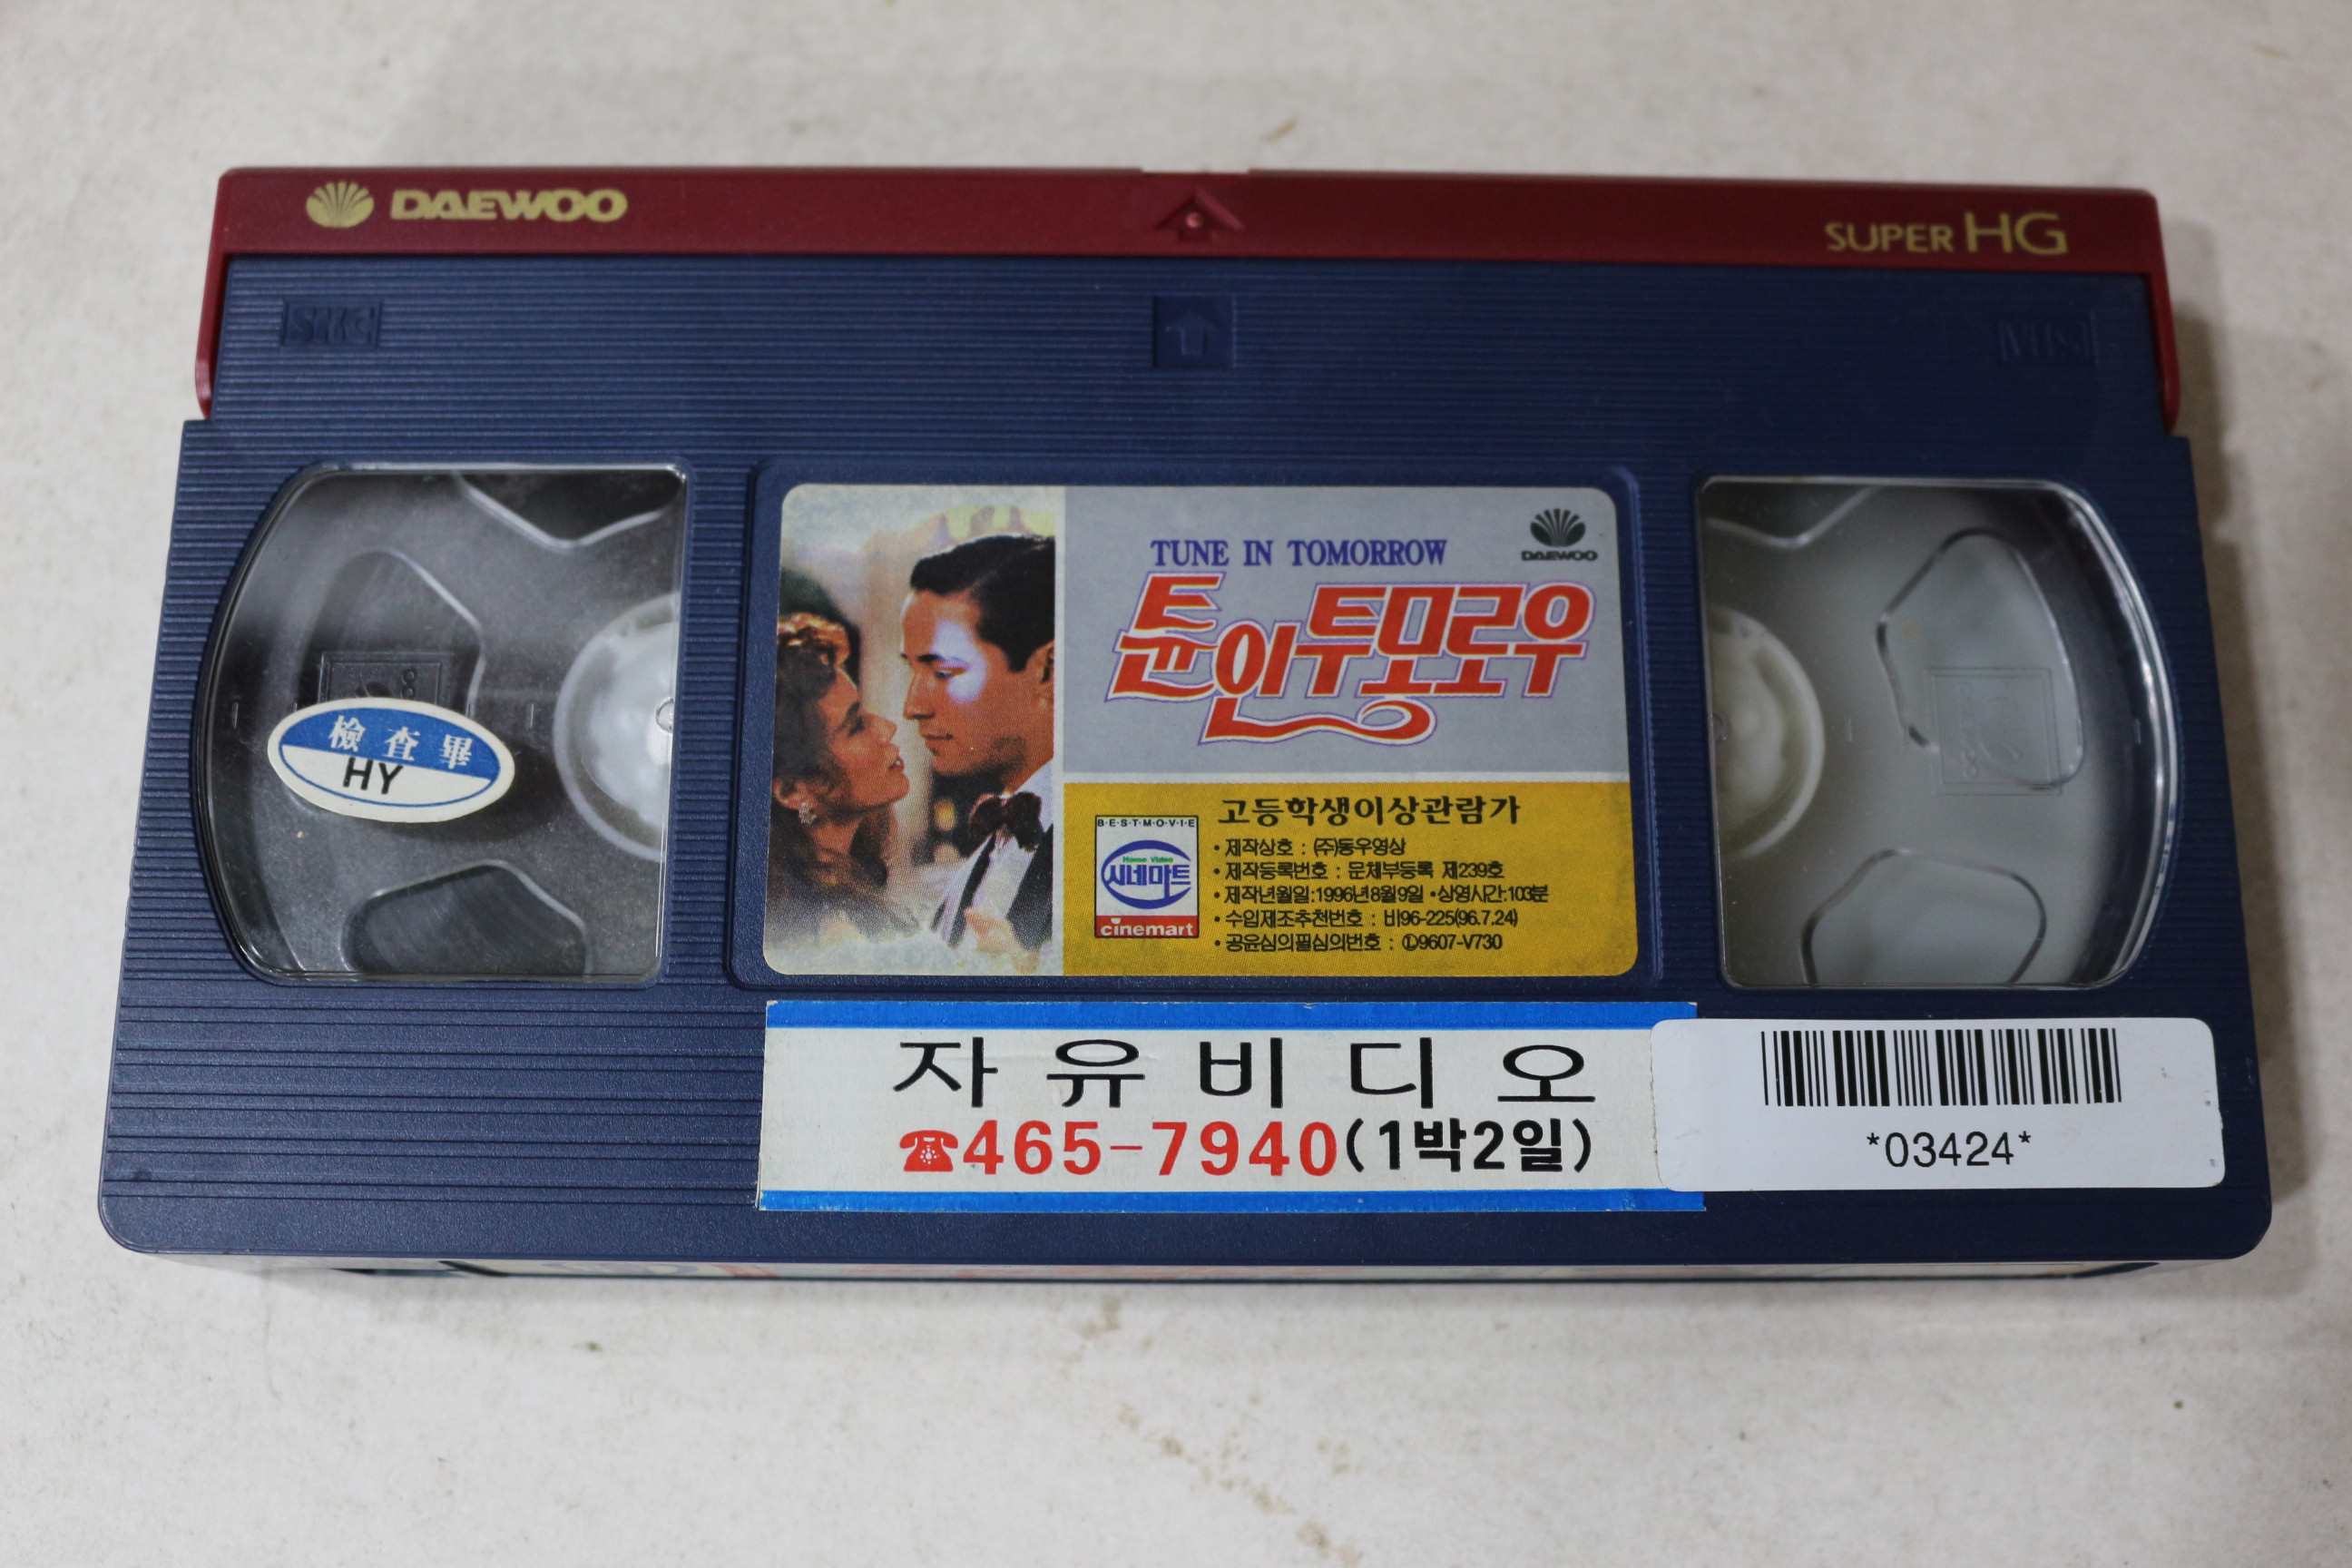 DAEWOO
SUPER HG
SKC
VHS
檢査畢
HY
TUNE IN TOMORROW
DAEWOO
튠인투모로우
고등학생이상관람가
B·E·S·T·M·O·V·I·E
Home Video
시네마트
cinemart
• 제작상호 : (주)동우영상
• 제작등록번호 : 문체부등록 제239호
• 제작년월일:1996년8월9일 •상영시간:103분
• 수입제조추천번호 : 비96-225(96.7.24)
• 공윤심의필심의번호 : Ⓛ9607-V730
자유비디오
☎465-7940(1박2일)
*03424*